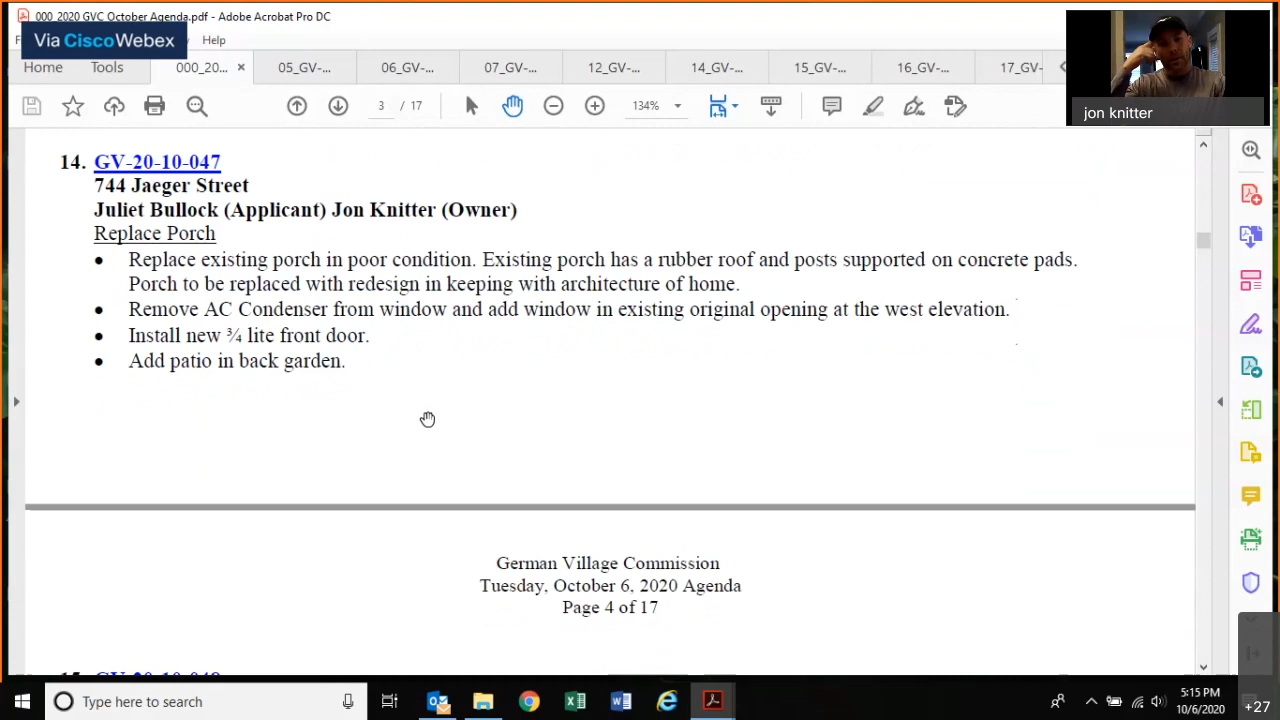 000_2020 GVC October Agenda.pdf - Adobe Acrobat Pro DC
Via Cisco Webex
Help
Home Tools 000_20... × 05_GV-... 06_GV-... 07_GV-... 12_GV-... 14_GV-... 15_GV-... 16_GV-... 17_GV-
3 / 17 134%
jon knitter
14. GV-20-10-047
744 Jaeger Street
Juliet Bullock (Applicant) Jon Knitter (Owner)
Replace Porch
• Replace existing porch in poor condition. Existing porch has a rubber roof and posts supported on concrete pads.
Porch to be replaced with redesign in keeping with architecture of home.
• Remove AC Condenser from window and add window in existing original opening at the west elevation.
• Install new ¾ lite front door.
• Add patio in back garden.
German Village Commission
Tuesday, October 6, 2020 Agenda
Page 4 of 17
Type here to search
5:15 PM
10/6/2020
+27